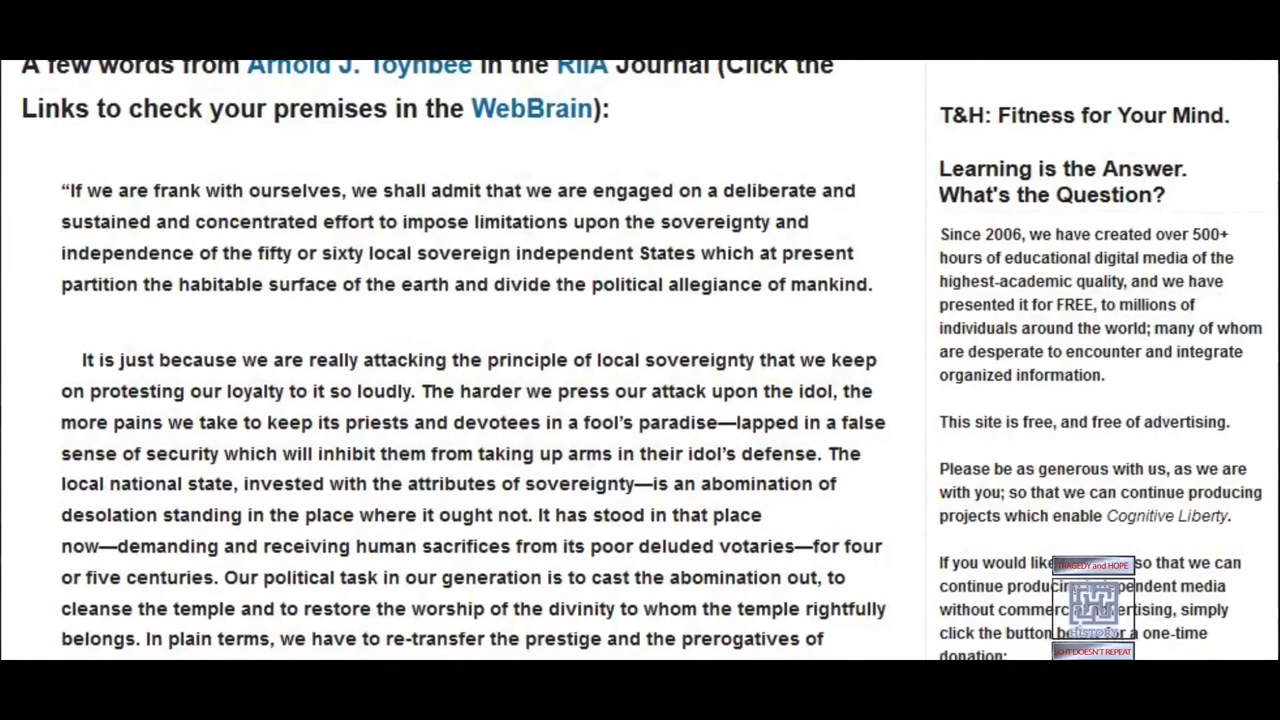 A few words from Arnold J. Toynbee in the RIIA Journal (Click the
Links to check your premises in the WebBrain):
“If we are frank with ourselves, we shall admit that we are engaged on a deliberate and
sustained and concentrated effort to impose limitations upon the sovereignty and
independence of the fifty or sixty local sovereign independent States which at present
partition the habitable surface of the earth and divide the political allegiance of mankind.
It is just because we are really attacking the principle of local sovereignty that we keep
on protesting our loyalty to it so loudly. The harder we press our attack upon the idol, the
more pains we take to keep its priests and devotees in a fool’s paradise—lapped in a false
sense of security which will inhibit them from taking up arms in their idol’s defense. The
local national state, invested with the attributes of sovereignty—is an abomination of
desolation standing in the place where it ought not. It has stood in that place
now—demanding and receiving human sacrifices from its poor deluded votaries—for four
or five centuries. Our political task in our generation is to cast the abomination out, to
cleanse the temple and to restore the worship of the divinity to whom the temple rightfully
belongs. In plain terms, we have to re-transfer the prestige and the prerogatives of
T&H: Fitness for Your Mind.
Learning is the Answer.
What's the Question?
Since 2006, we have created over 500+
hours of educational digital media of the
highest-academic quality, and we have
presented it for FREE, to millions of
individuals around the world; many of whom
are desperate to encounter and integrate
organized information.
This site is free, and free of advertising.
Please be as generous with us, as we are
with you; so that we can continue producing
projects which enable Cognitive Liberty.
If you would like so that we can
continue producing independent media
without commercial advertising, simply
click the button for a one-time
donation:
TRAGEDY and HOPE
HISTORY
SO IT DOESN'T REPEAT